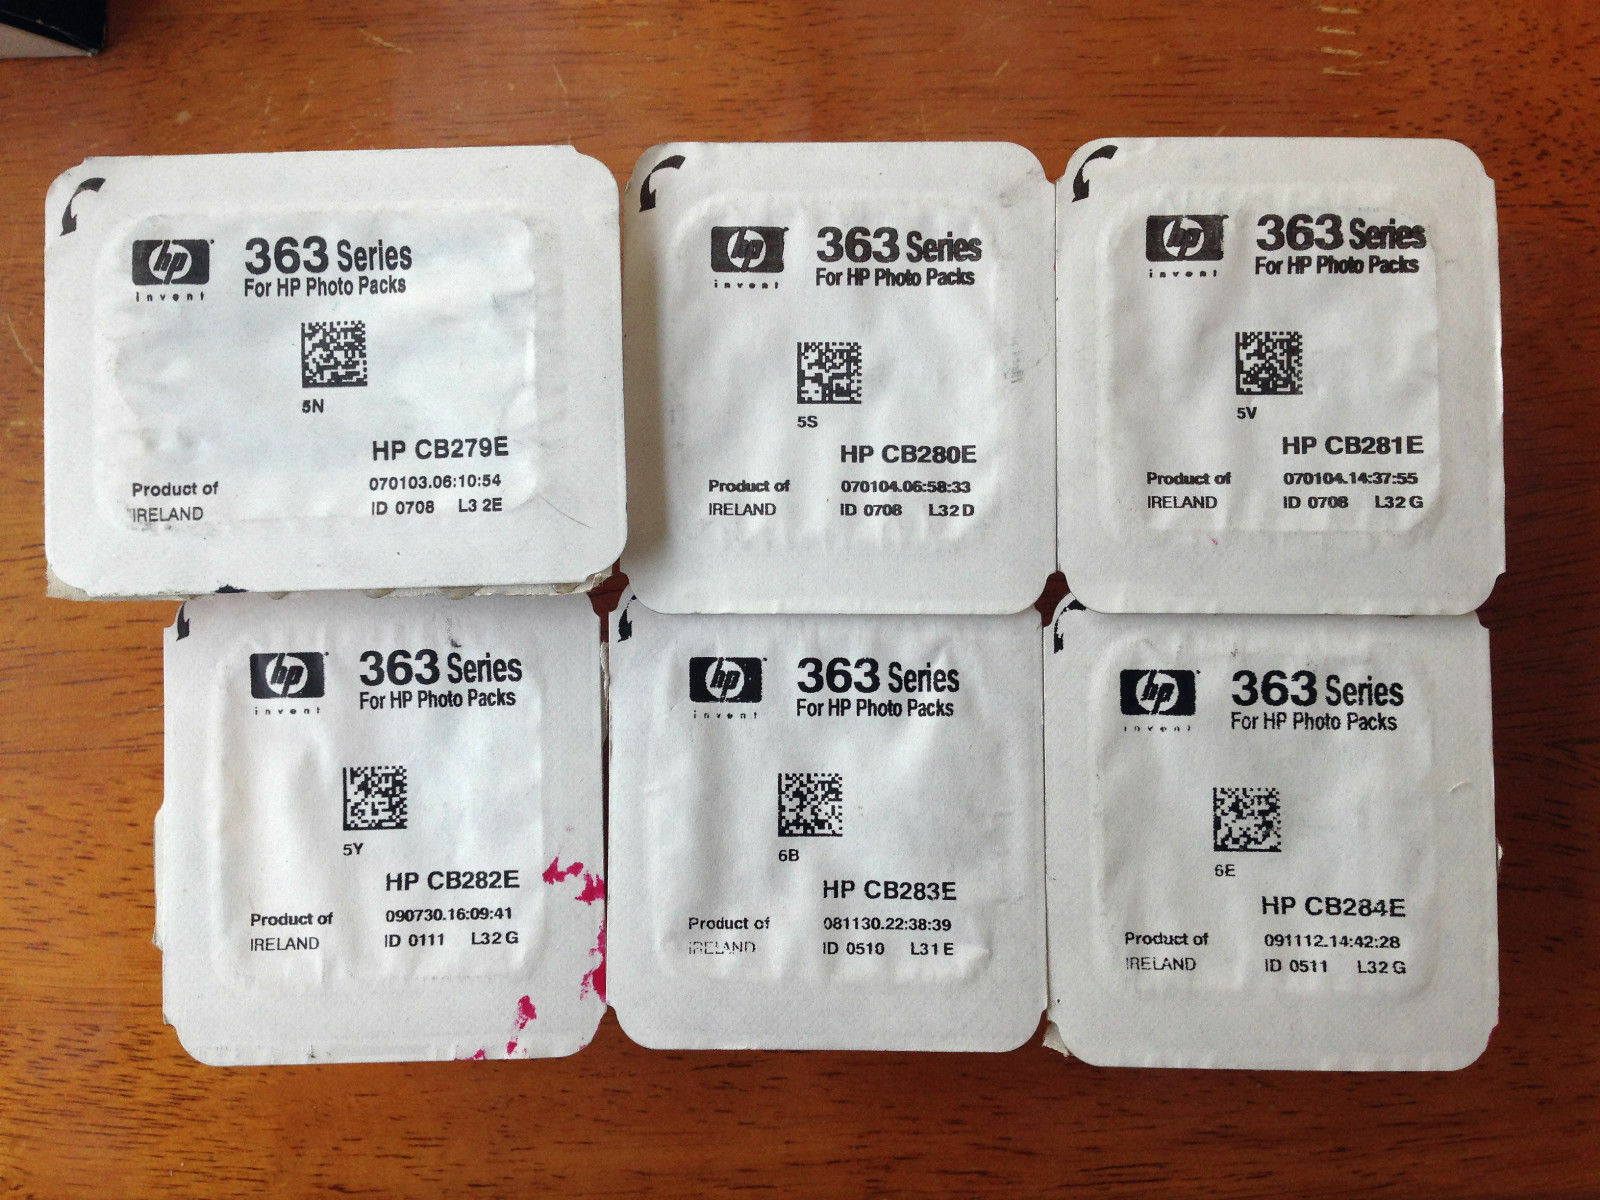 hp
invent
363 Series
For HP Photo Packs
5N
HP CB279E
Product of
IRELAND
070103.06:10:54
ID 0708 L3 2E
hp
invent
363 Series
For HP Photo Packs
5S
HP CB280E
Product of
IRELAND
070104.06:58:33
ID 0708 L32 D
hp
invent
363 Series
For HP Photo Packs
5V
HP CB281E
Product of
IRELAND
070104.14:37:55
ID 0708 L32 G
hp
invent
363 Series
For HP Photo Packs
5Y
HP CB282E
Product of
IRELAND
090730.16:09:41
ID 0111 L32 G
hp
invent
363 Series
For HP Photo Packs
6B
HP CB283E
Product of
IRELAND
081130.22:38:39
ID 0510 L31 E
hp
invent
363 Series
For HP Photo Packs
6E
HP CB284E
Product of
IRELAND
091112.14:42:28
ID 0511 L32 G